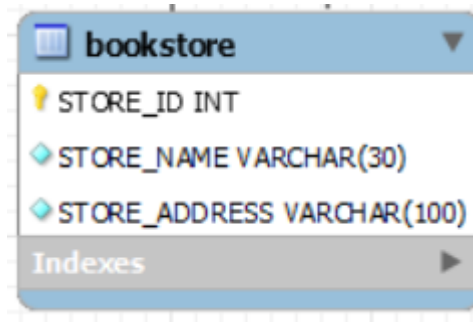 bookstore
STORE_ID INT
STORE_NAME VARCHAR(30)
STORE_ADDRESS VARCHAR(100)
Indexes